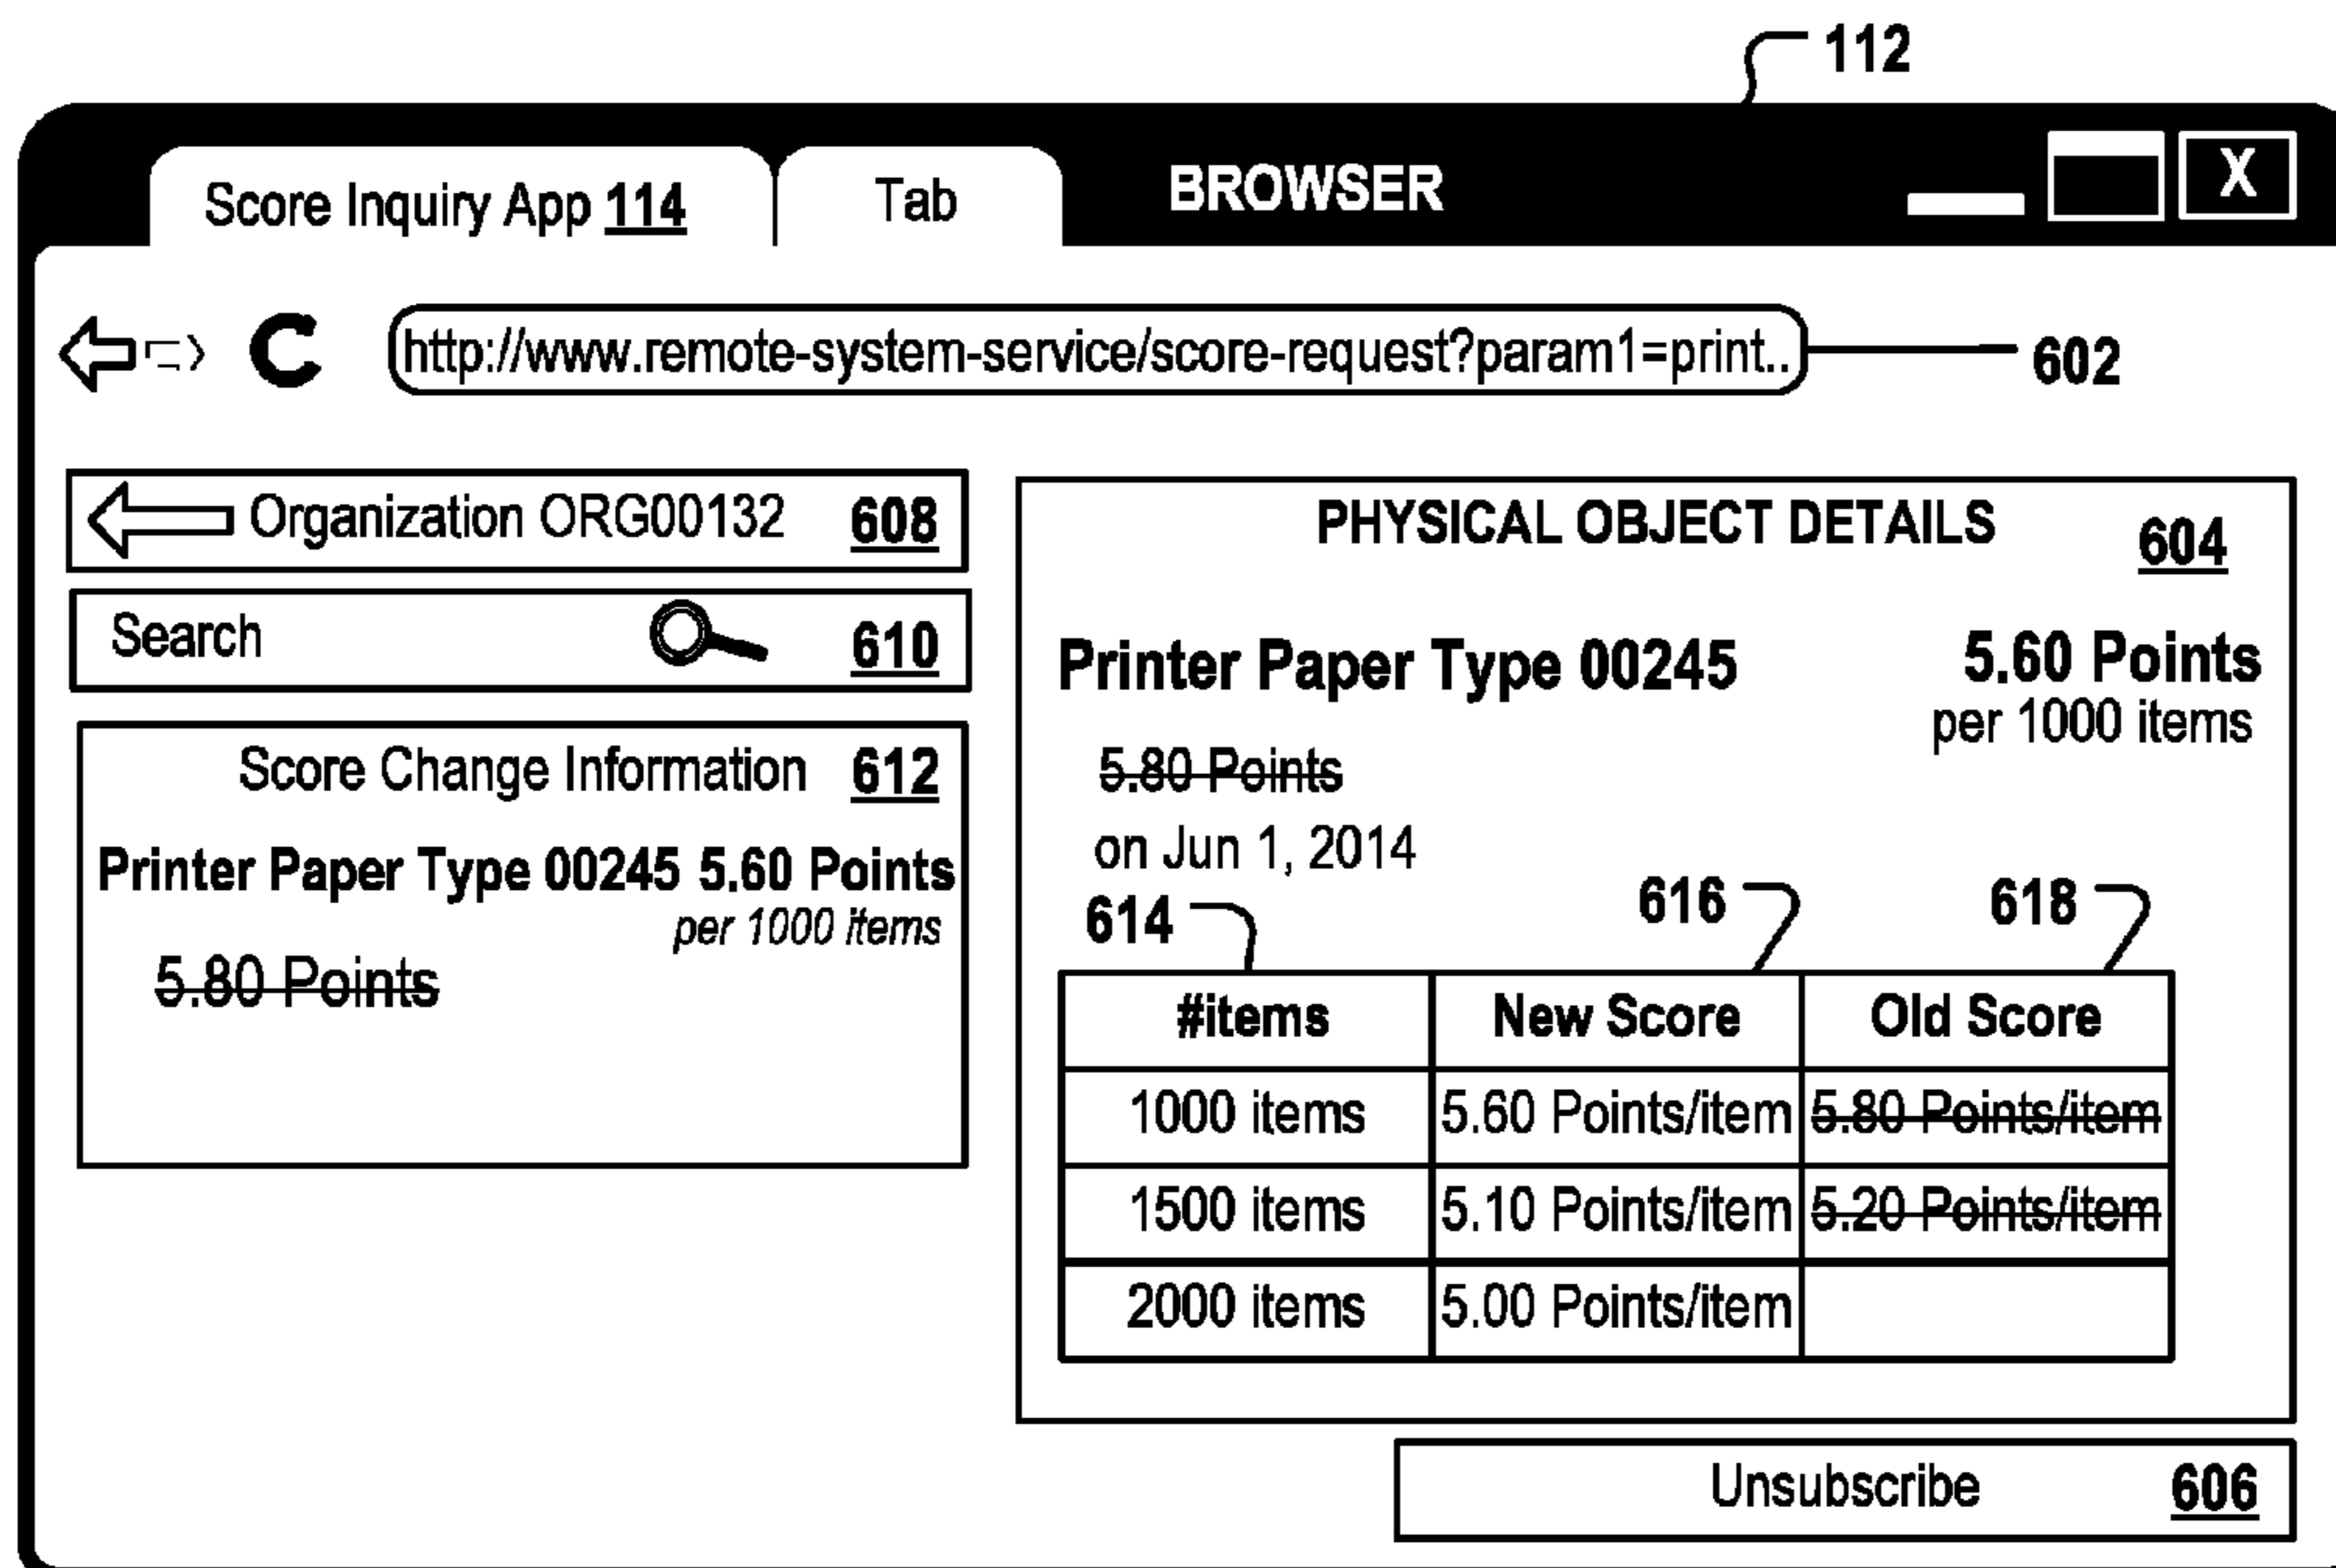 112
Score Inquiry App 114
Tab
BROWSER
X
http://www.remote-system-service/score-request?param1=print..
602
Organization ORG00132 608
Search 610
Score Change Information 612
Printer Paper Type 00245 5.60 Points
per 1000 items
5.80 Points
PHYSICAL OBJECT DETAILS 604
Printer Paper Type 00245 5.60 Points
per 1000 items
5.80 Points
on Jun 1, 2014
614 616 618
#items New Score Old Score
1000 items 5.60 Points/item 5.80 Points/item
1500 items 5.10 Points/item 5.20 Points/item
2000 items 5.00 Points/item
Unsubscribe 606